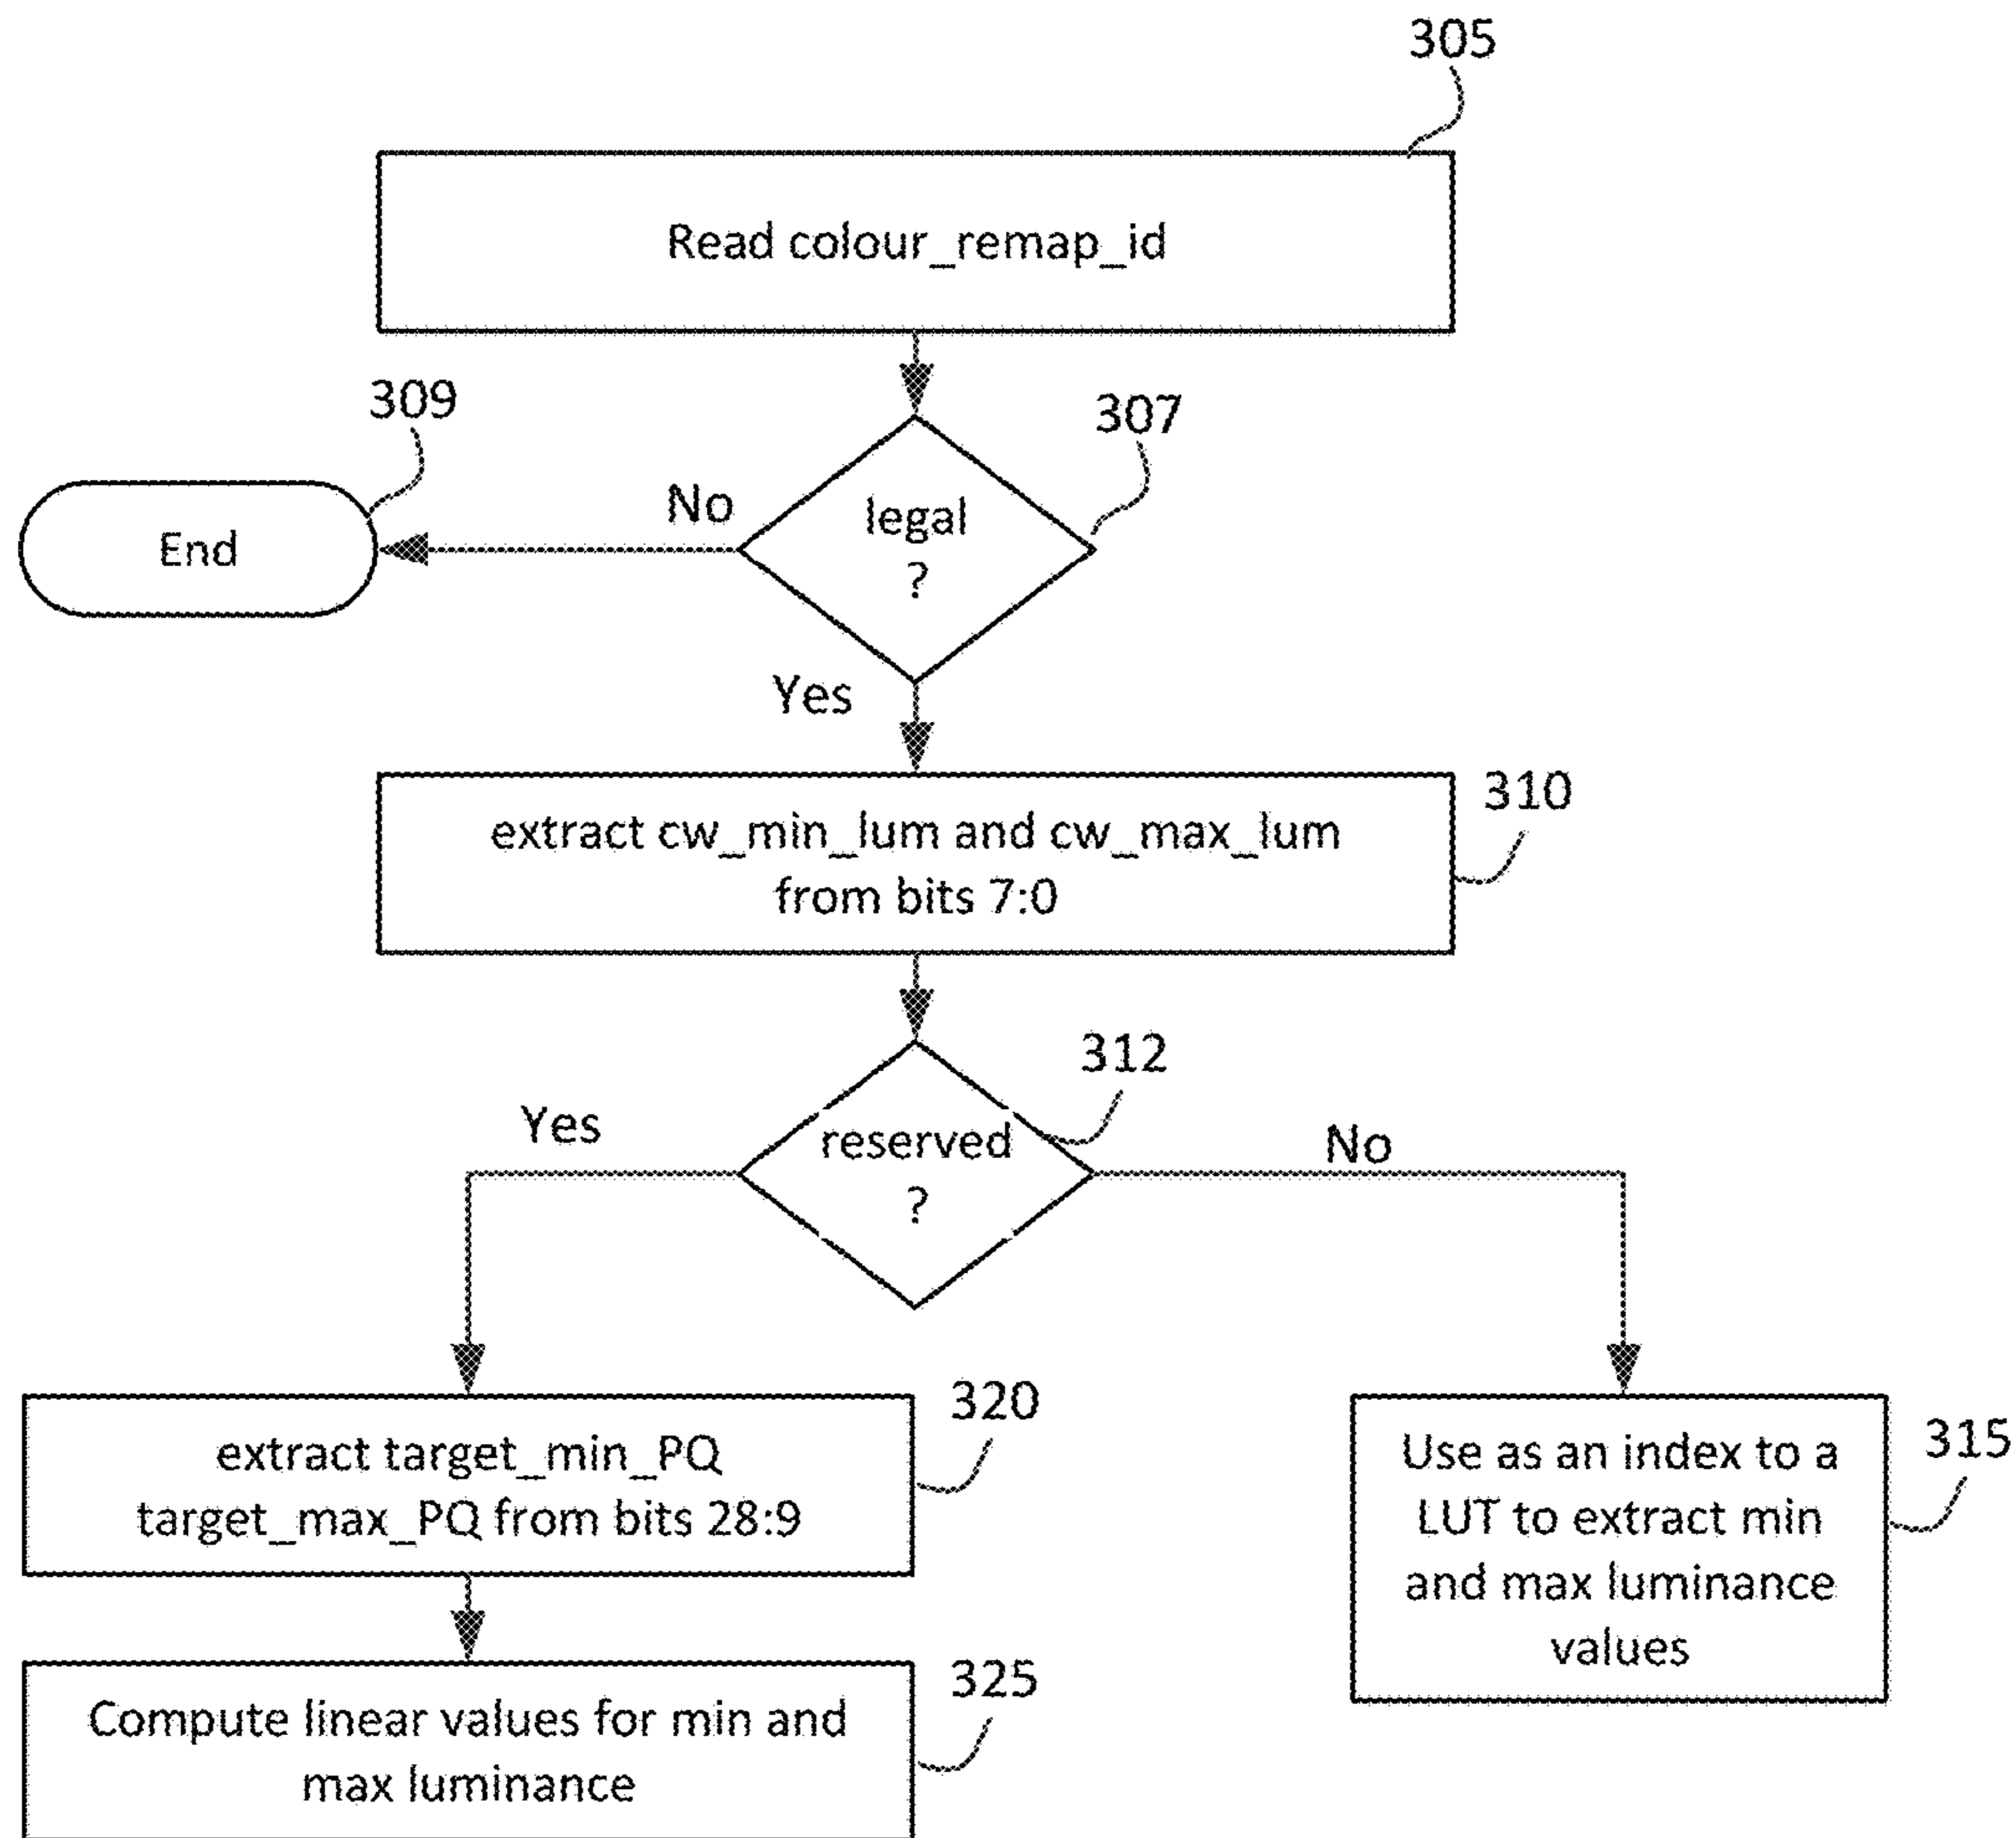 305
Read colour_remap_id
309
307
No
legal
?
End
Yes
310
extract cw_min_lum and cw_max_lum
from bits 7:0
312
Yes
reserved
?
No
320
extract target_min_PQ
target_max_PQ from bits 28:9
315
Use as an index to a
LUT to extract min
and max luminance
values
325
Compute linear values for min and
max luminance